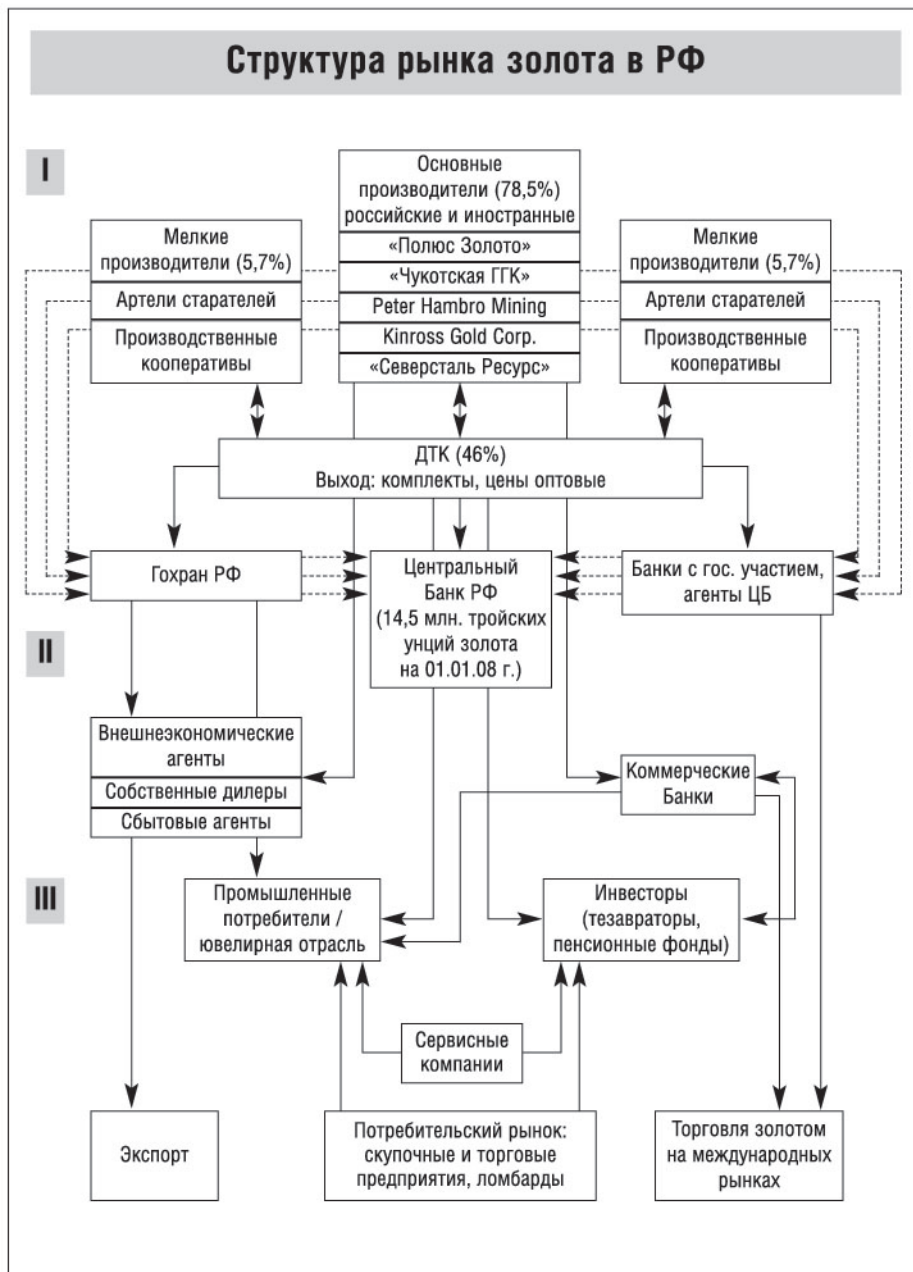 Структура рынка золота в РФ
I
Основные
производители (78,5%)
российские и иностранные
«Полюс Золото»
«Чукотская ГГК»
Peter Hambro Mining
Kinross Gold Corp.
«Северсталь Ресурс»
Мелкие
производители (5,7%)
Артели старателей
Производственные
кооперативы
Мелкие
производители (5,7%)
Артели старателей
Производственные
кооперативы
ДТК (46%)
Выход: комплекты, цены оптовые
Гохран РФ
Центральный
Банк РФ
(14,5 млн. тройских
унций золота
на 01.01.08 г.)
Банки с гос. участием,
агенты ЦБ
II
Внешнеэкономические
агенты
Собственные дилеры
Сбытовые агенты
Коммерческие
Банки
III
Промышленные
потребители /
ювелирная отрасль
Инвесторы
(тезавраторы,
пенсионные фонды)
Сервисные
компании
Экспорт
Потребительский рынок:
скупочные и торговые
предприятия, ломбарды
Торговля золотом
на международных
рынках